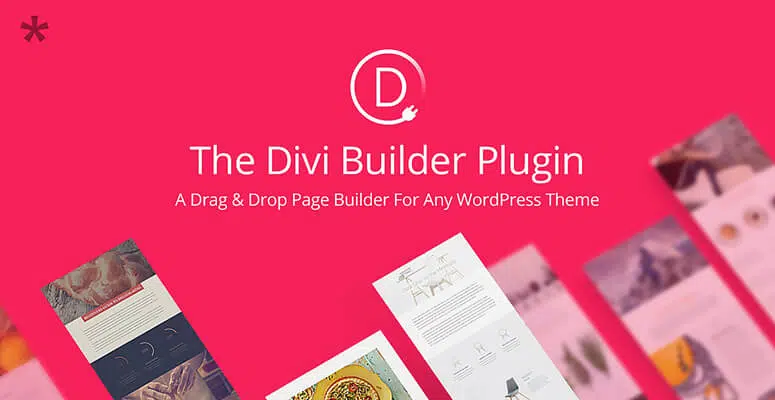 *
D
The Divi Builder Plugin
A Drag & Drop Page Builder For Any WordPress Theme